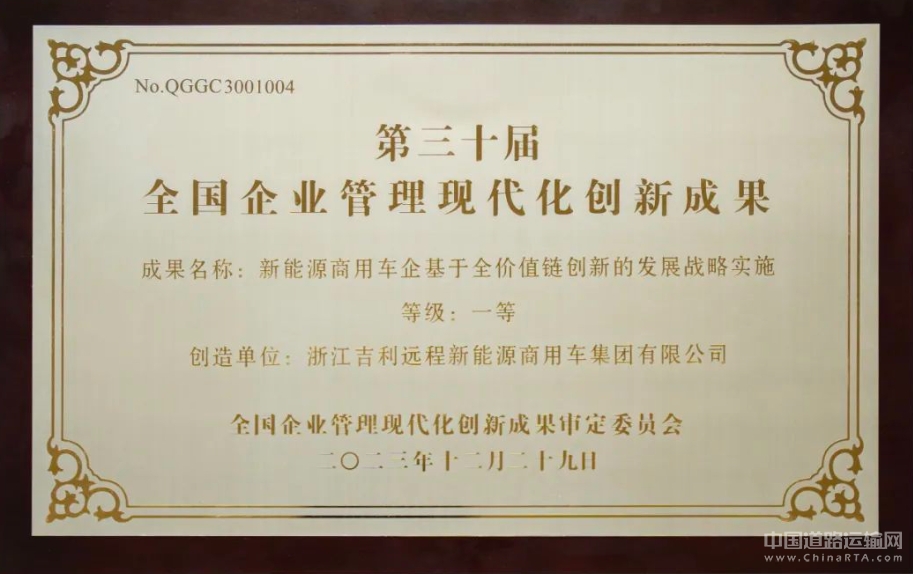 No.QGGC3001004
第三十届
全国企业管理现代化创新成果
成果名称：新能源商用车企基于全价值链创新的发展战略实施
等级：一等
创造单位：浙江吉利远程新能源商用车集团有限公司
全国企业管理现代化创新成果审定委员会
二〇二三年十二月二十九日
中国道路运输网
www.ChinaRTA.com